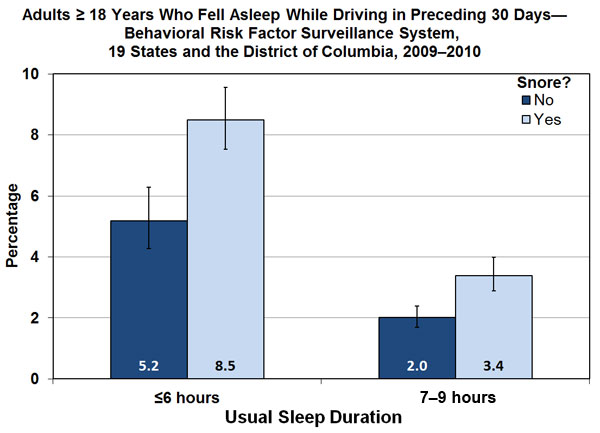 Adults ≥ 18 Years Who Fell Asleep While Driving in Preceding 30 Days—
Behavioral Risk Factor Surveillance System,
19 States and the District of Columbia, 2009–2010
10
8
6
4
2
0
Percentage
Snore?
No
Yes
5.2
8.5
2.0
3.4
≤6 hours
7–9 hours
Usual Sleep Duration